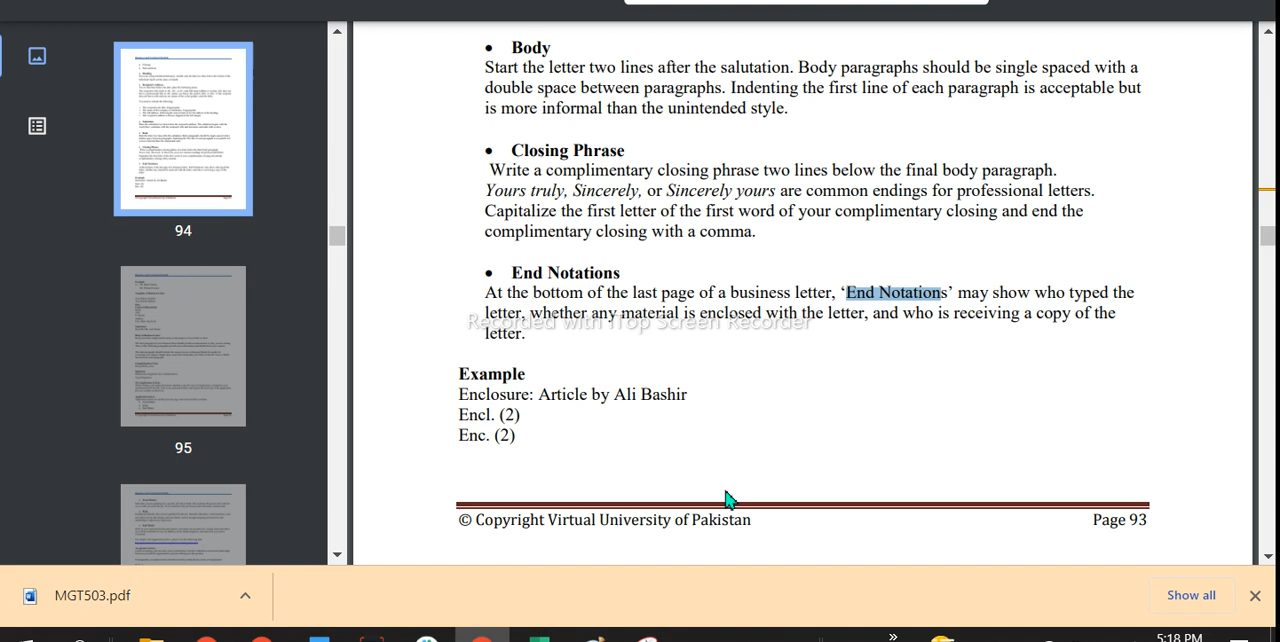 • Body
Start the letter two lines after the salutation. Body paragraphs should be single spaced with a
double space between paragraphs. Indenting the first line of each paragraph is acceptable but
is more informal than the unintended style.
• Closing Phrase
Write a complimentary closing phrase two lines below the final body paragraph.
Yours truly, Sincerely, or Sincerely yours are common endings for professional letters.
Capitalize the first letter of the first word of your complimentary closing and end the
complimentary closing with a comma.
• End Notations
At the bottom of the last page of a business letter, ‘End Notations’ may show who typed the
letter, whether any material is enclosed with the letter, and who is receiving a copy of the
Recorded with iTop Screen Recorder
letter.
Example
Enclosure: Article by Ali Bashir
Encl. (2)
Enc. (2)
© Copyright Virtual University of Pakistan Page 93
94
95
MGT503.pdf
Show all
5:18 PM